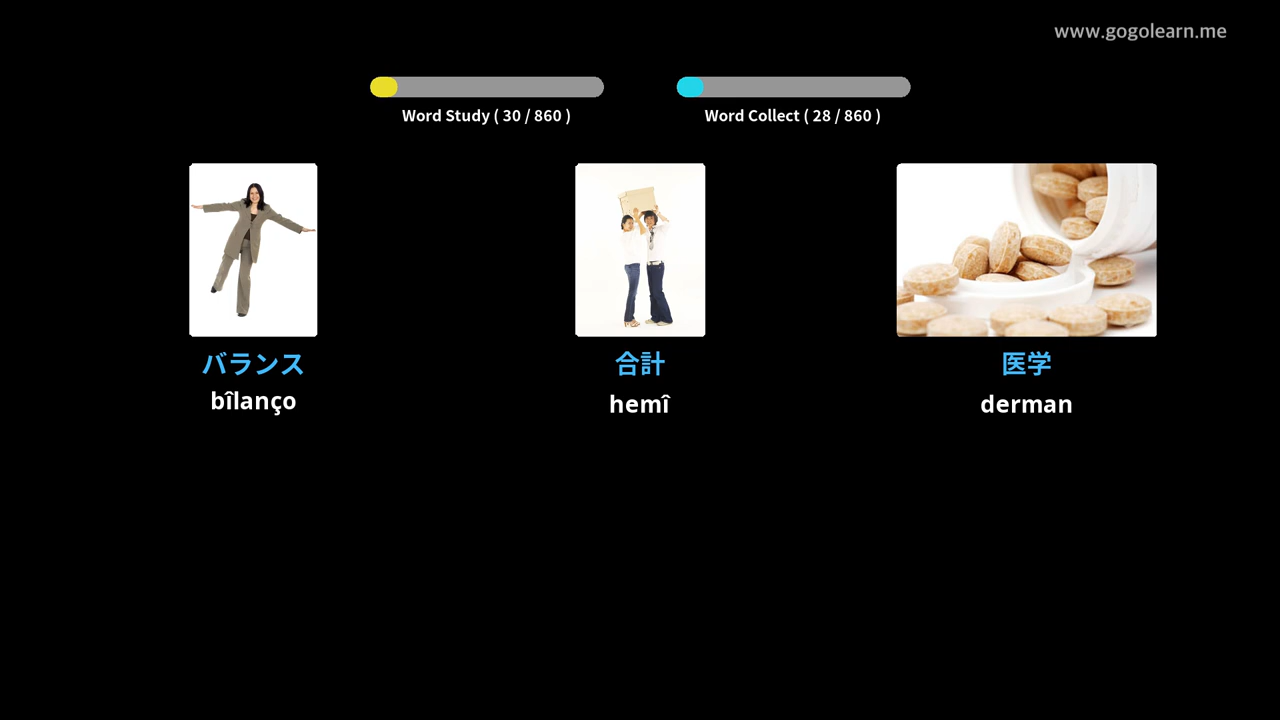 www.gogolearn.me
Word Study ( 30 / 860 )
Word Collect ( 28 / 860 )
バランス
bîlanço
合計
hemî
医学
derman